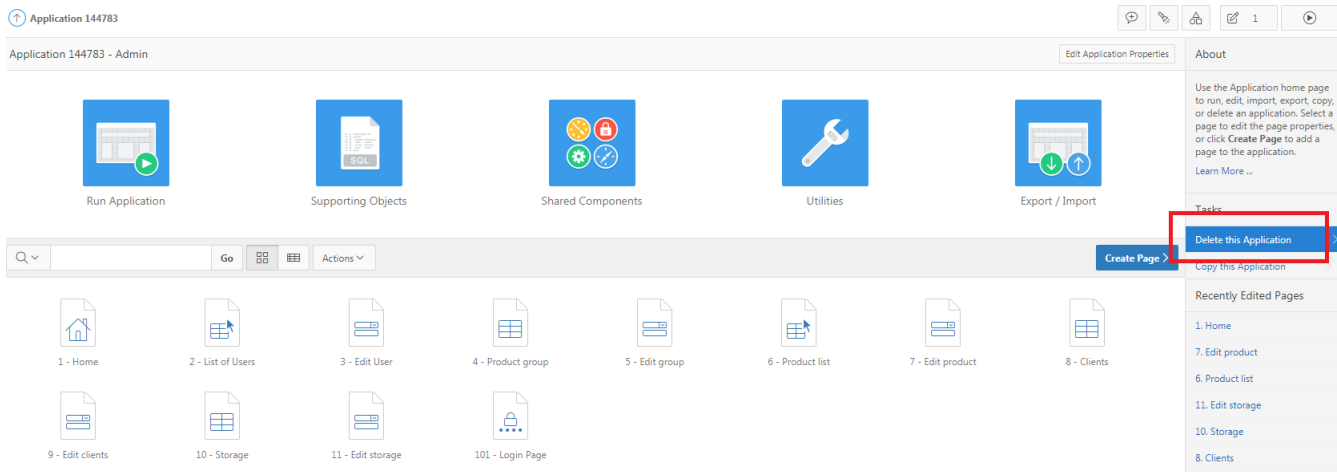 Application 144783
1
Application 144783 - Admin
Edit Application Properties
About
Use the Application home page
to run, edit, import, export, copy,
or delete an application. Select a
page to edit the page properties,
or click Create Page to add a
page to the application.
Learn More ...
SQL
Run Application
Supporting Objects
Shared Components
Utilities
Export / Import
Tasks
Delete this Application
Copy this Application
Go
Actions
Create Page
Recently Edited Pages
1. Home
7. Edit product
6. Product list
11. Edit storage
10. Storage
8. Clients
1 - Home
2 - List of Users
3 - Edit User
4 - Product group
5 - Edit group
6 - Product list
7 - Edit product
8 - Clients
9 - Edit clients
10 - Storage
11 - Edit storage
101 - Login Page